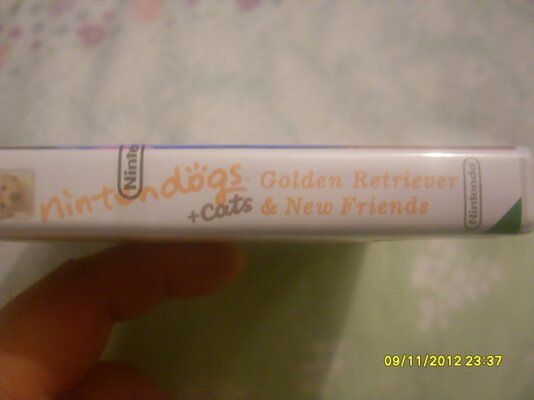 Ninte
nintendogs
+cats
Golden Retriever
& New Friends
Nintendo
09/11/2012 23:37